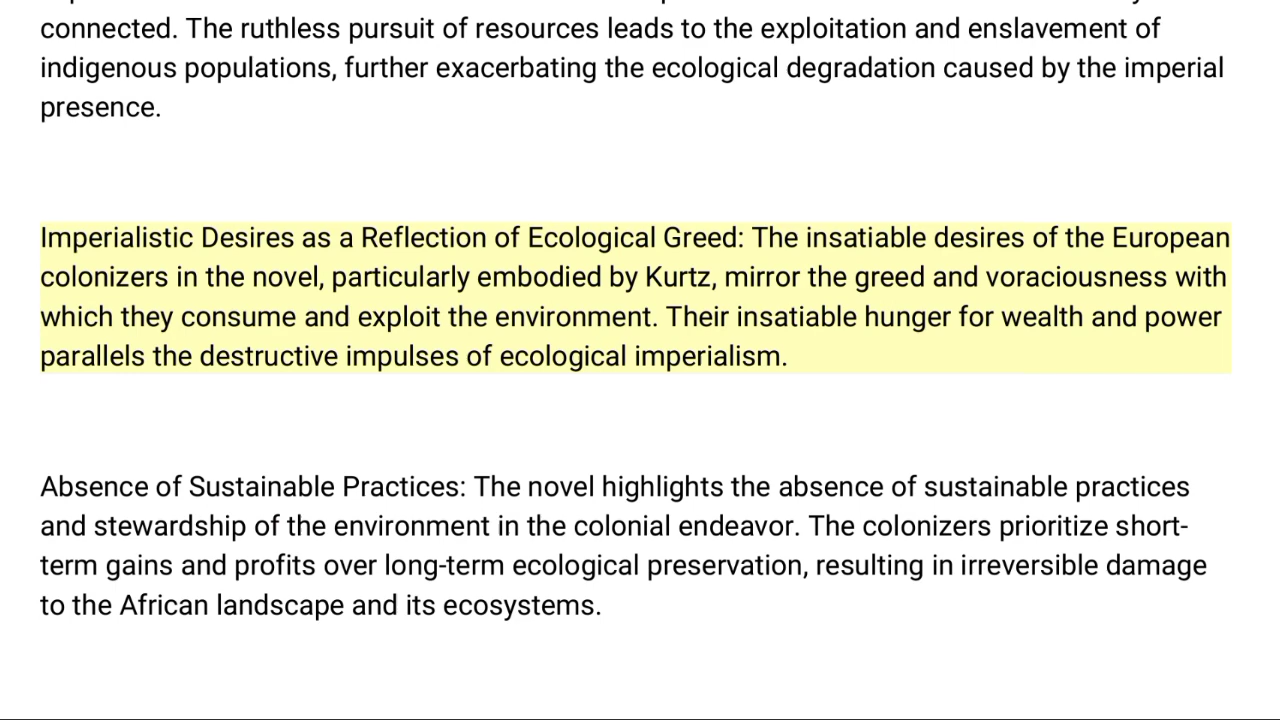 connected. The ruthless pursuit of resources leads to the exploitation and enslavement of
indigenous populations, further exacerbating the ecological degradation caused by the imperial
presence.
Imperialistic Desires as a Reflection of Ecological Greed: The insatiable desires of the European
colonizers in the novel, particularly embodied by Kurtz, mirror the greed and voraciousness with
which they consume and exploit the environment. Their insatiable hunger for wealth and power
parallels the destructive impulses of ecological imperialism.
Absence of Sustainable Practices: The novel highlights the absence of sustainable practices
and stewardship of the environment in the colonial endeavor. The colonizers prioritize short-
term gains and profits over long-term ecological preservation, resulting in irreversible damage
to the African landscape and its ecosystems.